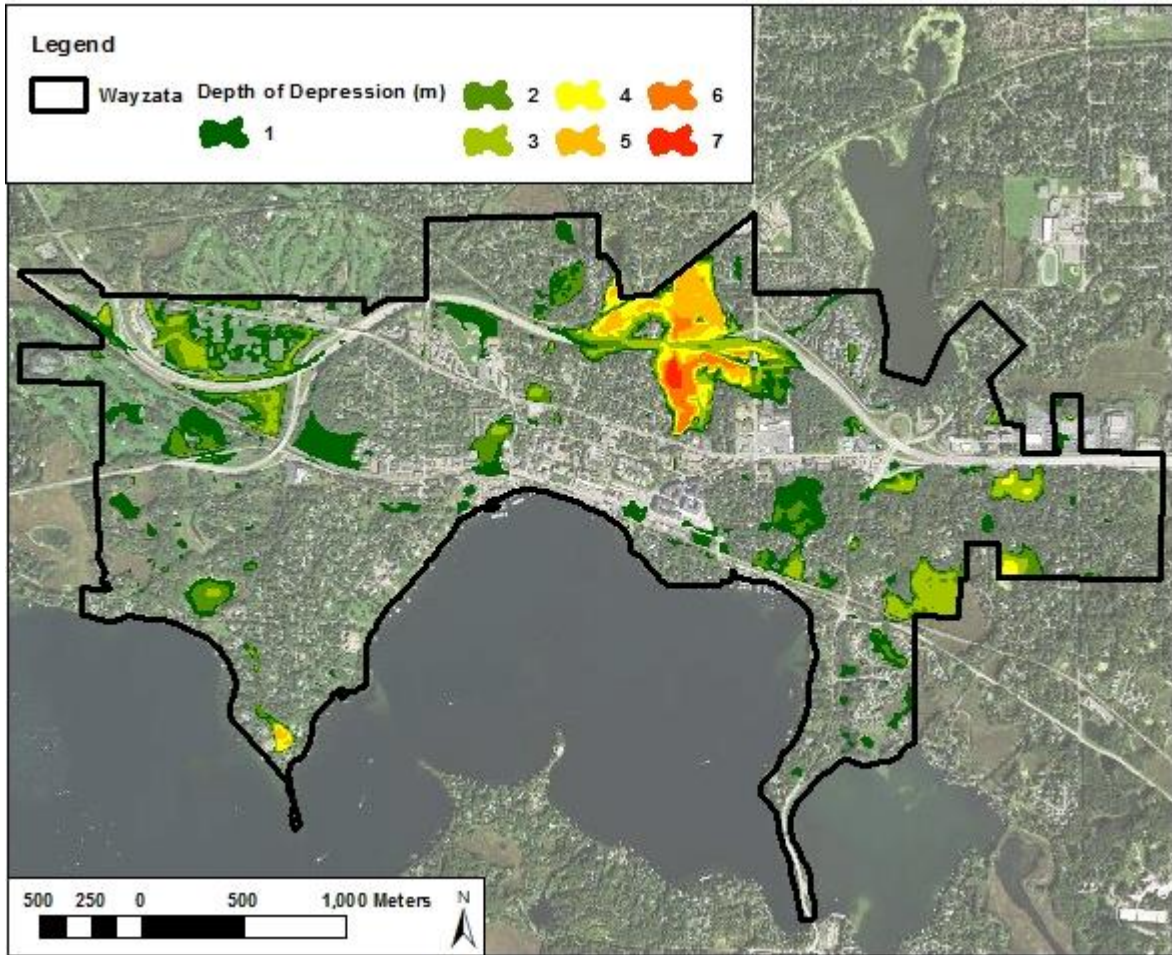 Legend
Wayzata Depth of Depression (m) 2 4 6
1 3 5 7
500 250 0 500 1,000 Meters N